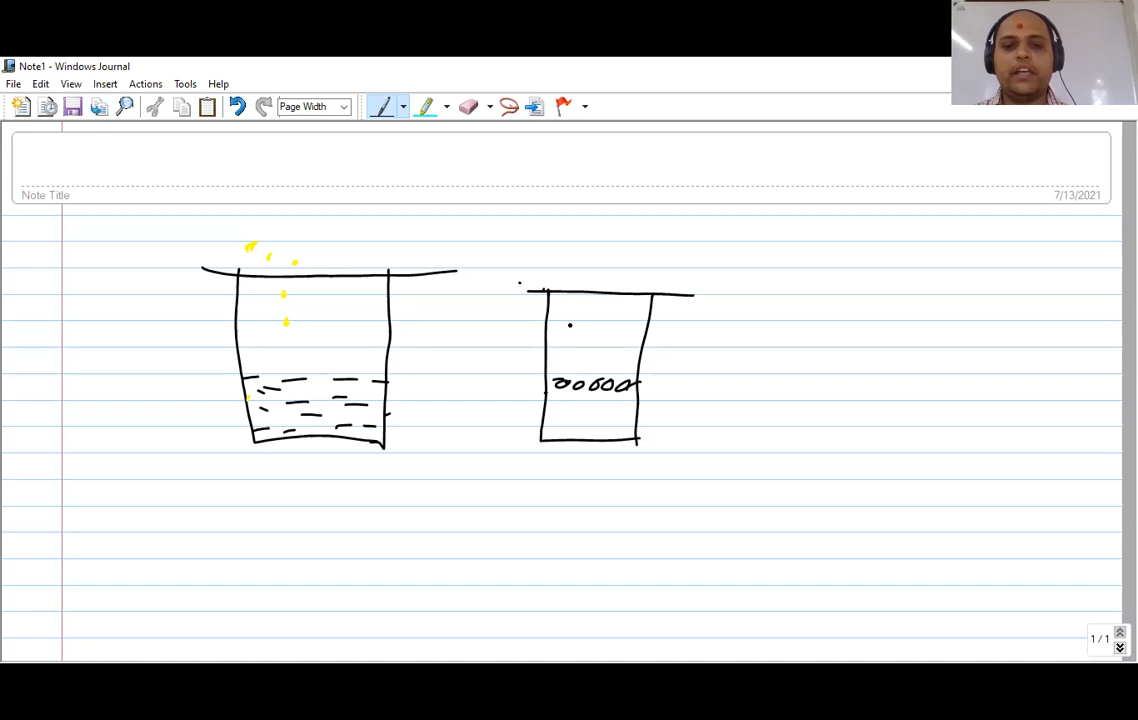 Note1 - Windows Journal
File Edit View Insert Actions Tools Help
Page Width
Note Title
7/13/2021
1 / 1